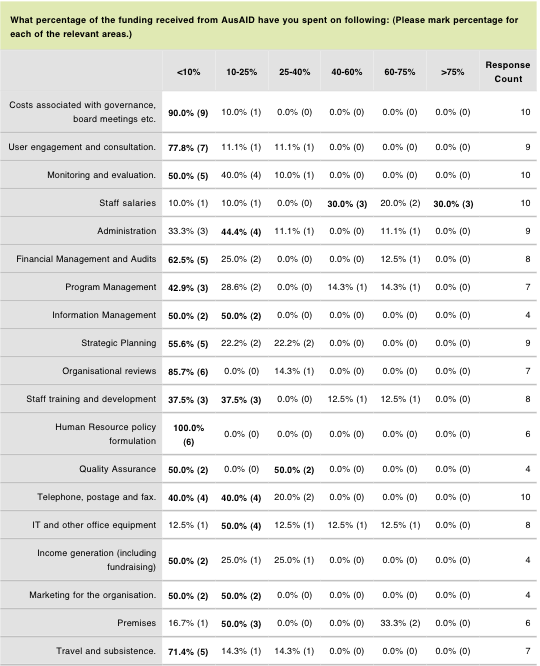 What percentage of the funding received from AusAID have you spent on following: (Please mark percentage for
each of the relevant areas.)
<10% 10-25% 25-40% 40-60% 60-75% >75% Response
Count
Costs associated with governance,
board meetings etc. 90.0% (9) 10.0% (1) 0.0% (0) 0.0% (0) 0.0% (0) 0.0% (0) 10
User engagement and consultation. 77.8% (7) 11.1% (1) 11.1% (1) 0.0% (0) 0.0% (0) 0.0% (0) 9
Monitoring and evaluation. 50.0% (5) 40.0% (4) 10.0% (1) 0.0% (0) 0.0% (0) 0.0% (0) 10
Staff salaries 10.0% (1) 10.0% (1) 0.0% (0) 30.0% (3) 20.0% (2) 30.0% (3) 10
Administration 33.3% (3) 44.4% (4) 11.1% (1) 0.0% (0) 11.1% (1) 0.0% (0) 9
Financial Management and Audits 62.5% (5) 25.0% (2) 0.0% (0) 0.0% (0) 12.5% (1) 0.0% (0) 8
Program Management 42.9% (3) 28.6% (2) 0.0% (0) 14.3% (1) 14.3% (1) 0.0% (0) 7
Information Management 50.0% (2) 50.0% (2) 0.0% (0) 0.0% (0) 0.0% (0) 0.0% (0) 4
Strategic Planning 55.6% (5) 22.2% (2) 22.2% (2) 0.0% (0) 0.0% (0) 0.0% (0) 9
Organisational reviews 85.7% (6) 0.0% (0) 14.3% (1) 0.0% (0) 0.0% (0) 0.0% (0) 7
Staff training and development 37.5% (3) 37.5% (3) 0.0% (0) 12.5% (1) 12.5% (1) 0.0% (0) 8
Human Resource policy 100.0%
formulation (6) 0.0% (0) 0.0% (0) 0.0% (0) 0.0% (0) 0.0% (0) 6
Quality Assurance 50.0% (2) 0.0% (0) 50.0% (2) 0.0% (0) 0.0% (0) 0.0% (0) 4
Telephone, postage and fax. 40.0% (4) 40.0% (4) 20.0% (2) 0.0% (0) 0.0% (0) 0.0% (0) 10
IT and other office equipment 12.5% (1) 50.0% (4) 12.5% (1) 12.5% (1) 12.5% (1) 0.0% (0) 8
Income generation (including
fundraising) 50.0% (2) 25.0% (1) 25.0% (1) 0.0% (0) 0.0% (0) 0.0% (0) 4
Marketing for the organisation. 50.0% (2) 50.0% (2) 0.0% (0) 0.0% (0) 0.0% (0) 0.0% (0) 4
Premises 16.7% (1) 50.0% (3) 0.0% (0) 0.0% (0) 33.3% (2) 0.0% (0) 6
Travel and subsistence. 71.4% (5) 14.3% (1) 14.3% (1) 0.0% (0) 0.0% (0) 0.0% (0) 7